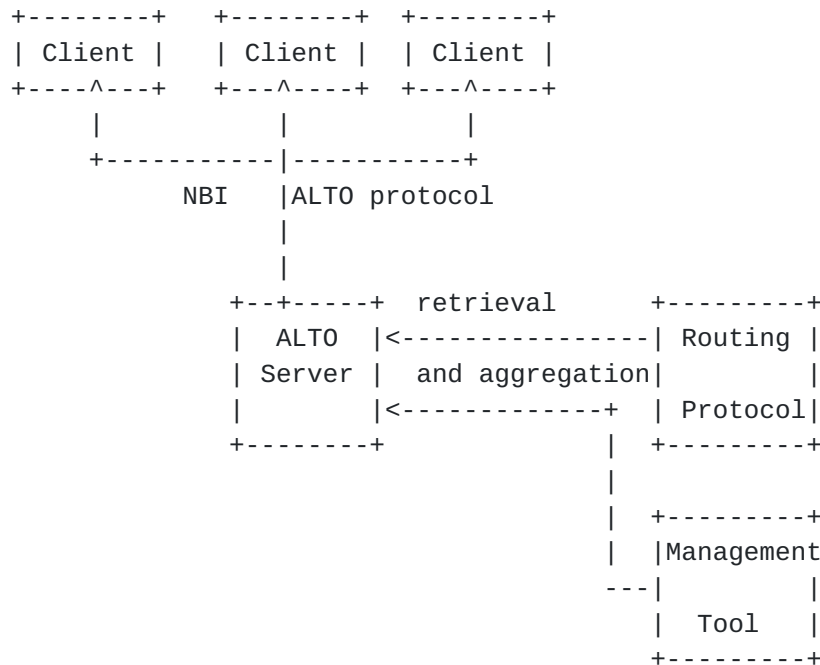 Client Client Client
NBI ALTO protocol
retrieval
ALTO Routing
Server and aggregation
Protocol
Management
Tool